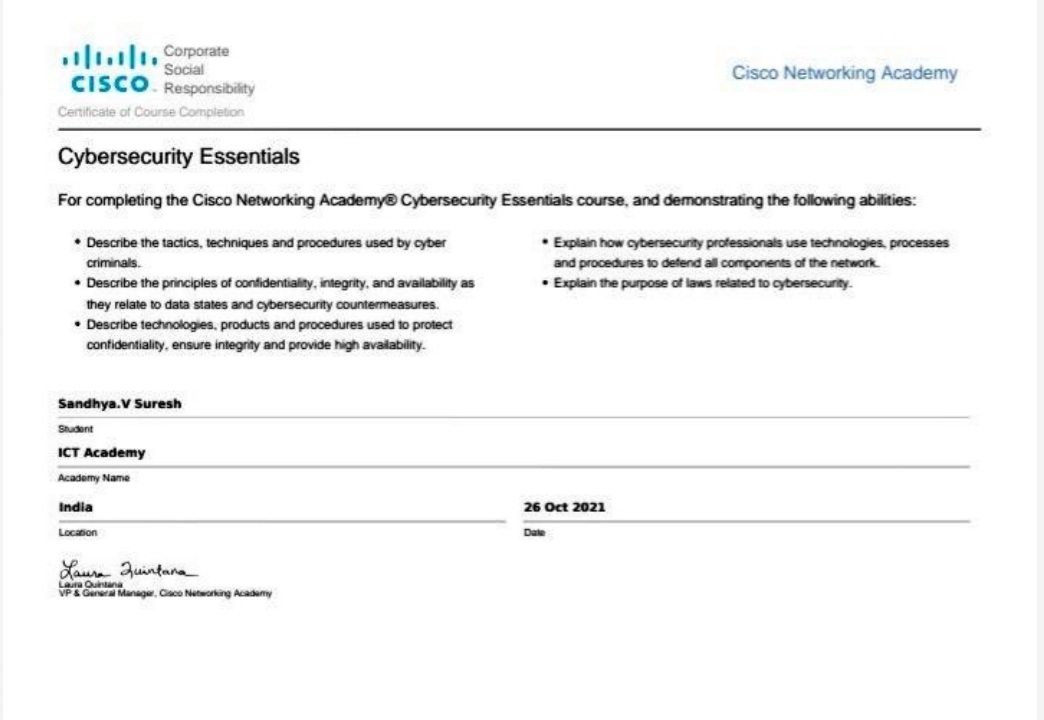 Corporate
Social
CISCO Responsibility
Cisco Networking Academy
Certificate of Course Completion
Cybersecurity Essentials
For completing the Cisco Networking Academy® Cybersecurity Essentials course, and demonstrating the following abilities:
• Describe the tactics, techniques and procedures used by cyber
criminals.
• Describe the principles of confidentiality, integrity, and availability as
they relate to data states and cybersecurity countermeasures.
• Describe technologies, products and procedures used to protect
confidentiality, ensure integrity and provide high availability.
• Explain how cybersecurity professionals use technologies, processes
and procedures to defend all components of the network.
• Explain the purpose of laws related to cybersecurity.
Sandhya.V Suresh
Student
ICT Academy
Academy Name
India
Location
26 Oct 2021
Date
Laura Quintana
Laura Quintana
VP & General Manager, Cisco Networking Academy